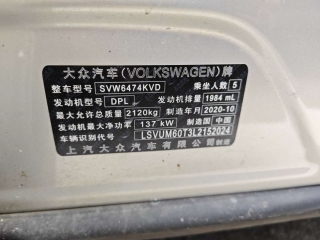 大众汽车(VOLKSWAGEN)牌
整车型号 SVW6474KVD 乘坐人数 5
发动机型号 DPL 发动机排量 1984 mL
最大允许总质量 2120kg 制造年月 2020-10
发动机最大净功率 137 kW 制造国 中国
车辆识别代号 LSVUM60T3L2152024
上汽大众汽车有限公司制造